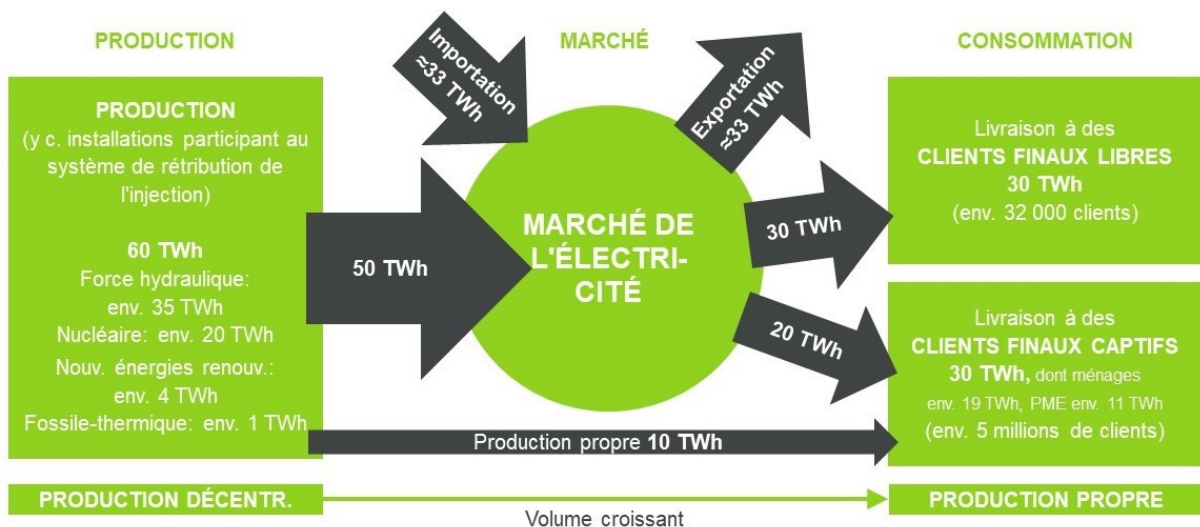 PRODUCTION
MARCHÉ
CONSOMMATION
PRODUCTION
(y c. installations participant au
système de rétribution de
l'injection)
60 TWh
Force hydraulique:
env. 35 TWh
Nucléaire: env. 20 TWh
Nouv. énergies renouv.:
env. 4 TWh
Fossile-thermique: env. 1 TWh
Importation
≈33 TWh
Exportation
≈33 TWh
50 TWh
MARCHÉ DE
L'ÉLECTRI-
CITÉ
30 TWh
20 TWh
Livraison à des
CLIENTS FINAUX LIBRES
30 TWh
(env. 32 000 clients)
Livraison à des
CLIENTS FINAUX CAPTIFS
30 TWh, dont ménages
env. 19 TWh, PME env. 11 TWh
(env. 5 millions de clients)
Production propre 10 TWh
PRODUCTION DÉCENTR.
Volume croissant
PRODUCTION PROPRE